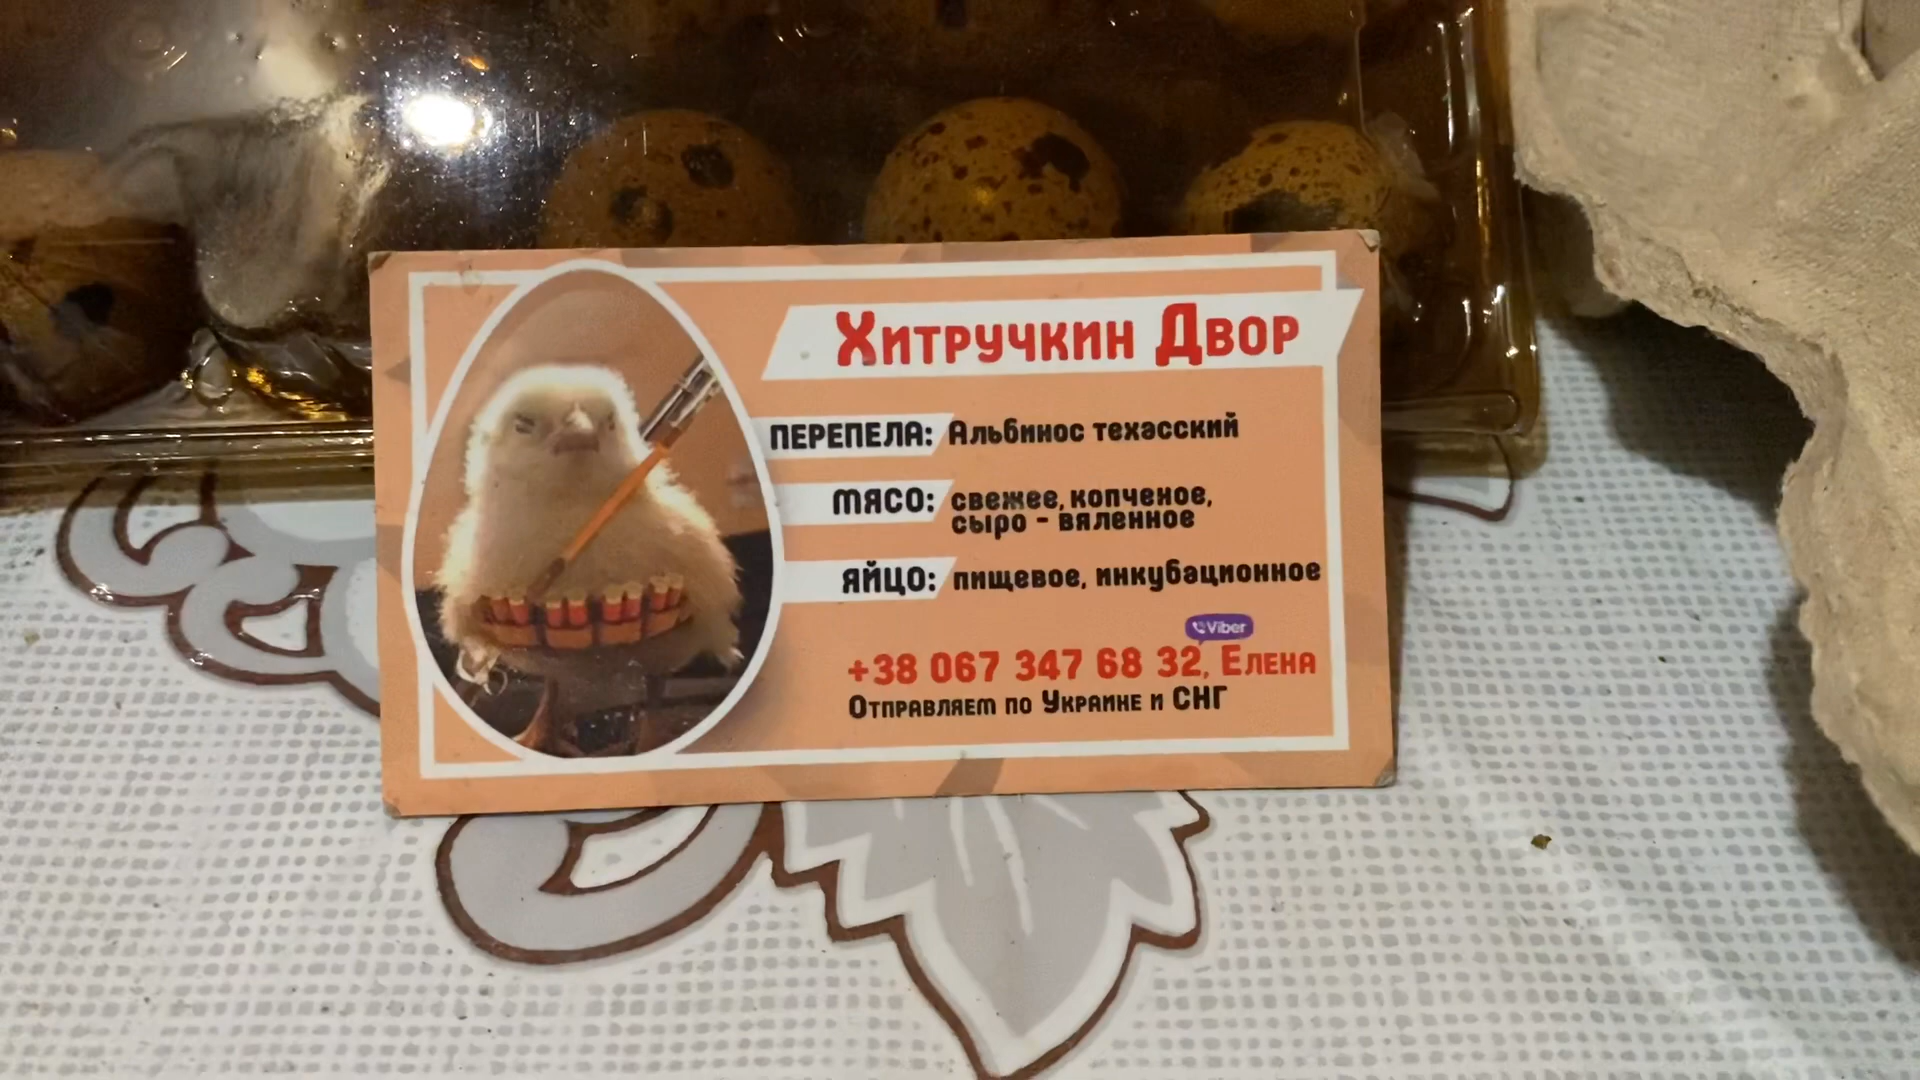 Хитручкин Двор
ПЕРЕПЕЛА: Альбинос техасский
МЯСО: свежее, копченое,
сыро - вяленное
ЯЙЦО: пищевое, инкубационное
Viber
+38 067 347 68 32, Елена
Отправляем по Украине и СНГ